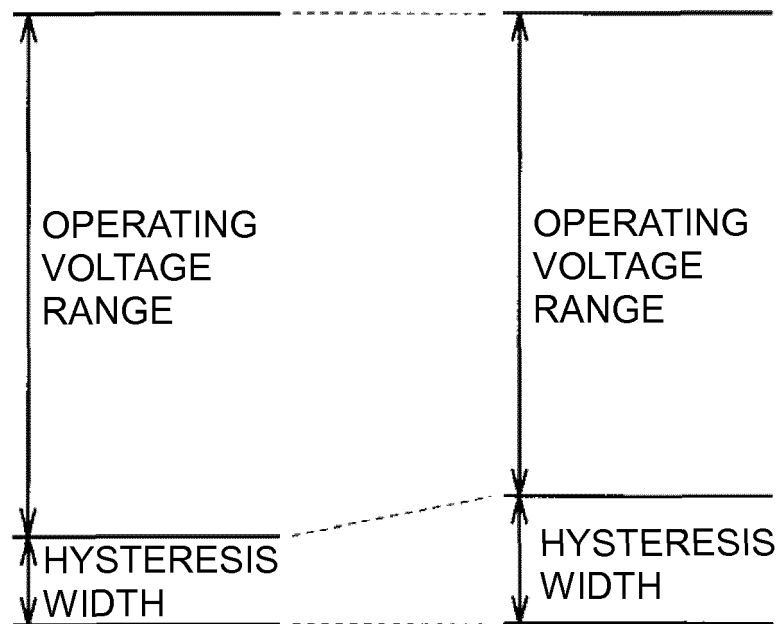 OPERATING
VOLTAGE
RANGE
HYSTERESIS
WIDTH
OPERATING
VOLTAGE
RANGE
HYSTERESIS
WIDTH